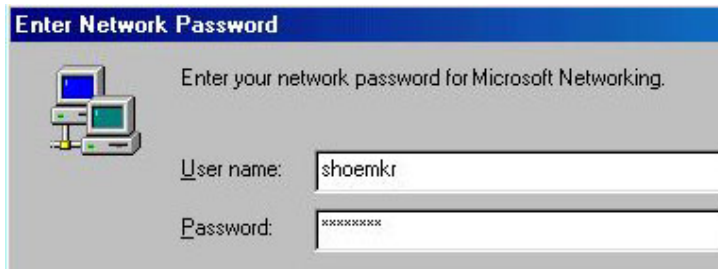 Enter Network Password
Enter your network password for Microsoft Networking.
User name: shoemkr
Password: ********